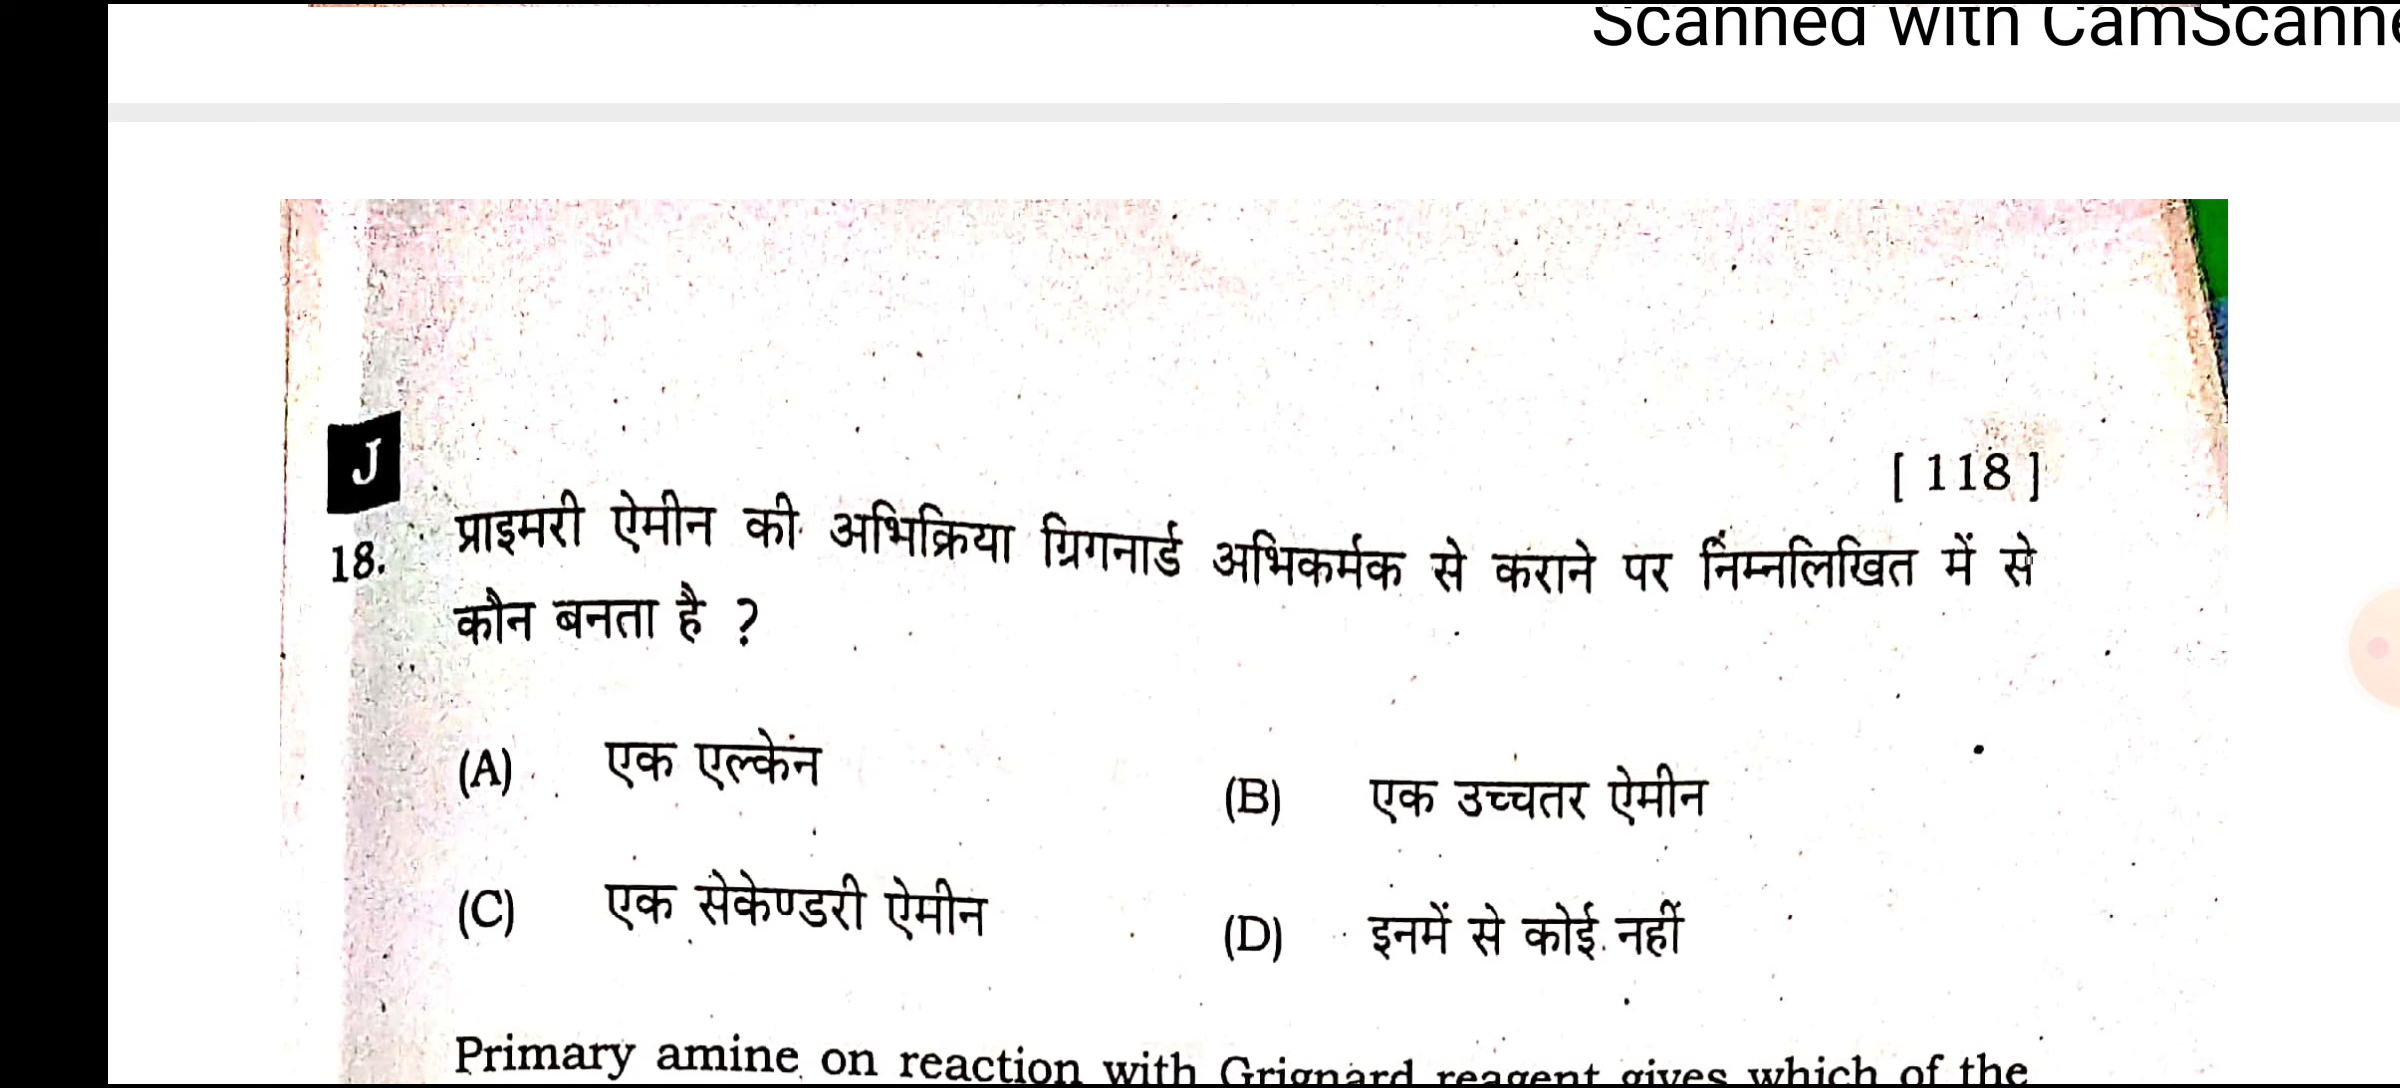 Scanned with CamScanne
J
[ 118 ]
18. प्राइमरी ऐमीन की अभिक्रिया ग्रिगनार्ड अभिकर्मक से कराने पर निम्नलिखित में से
कौन बनता है ?
(A) एक एल्केन
(B) एक उच्चतर ऐमीन
(C) एक सेकेण्डरी ऐमीन
(D) इनमें से कोई नहीं
Primary amine on reaction with Grignard reagent gives which of the